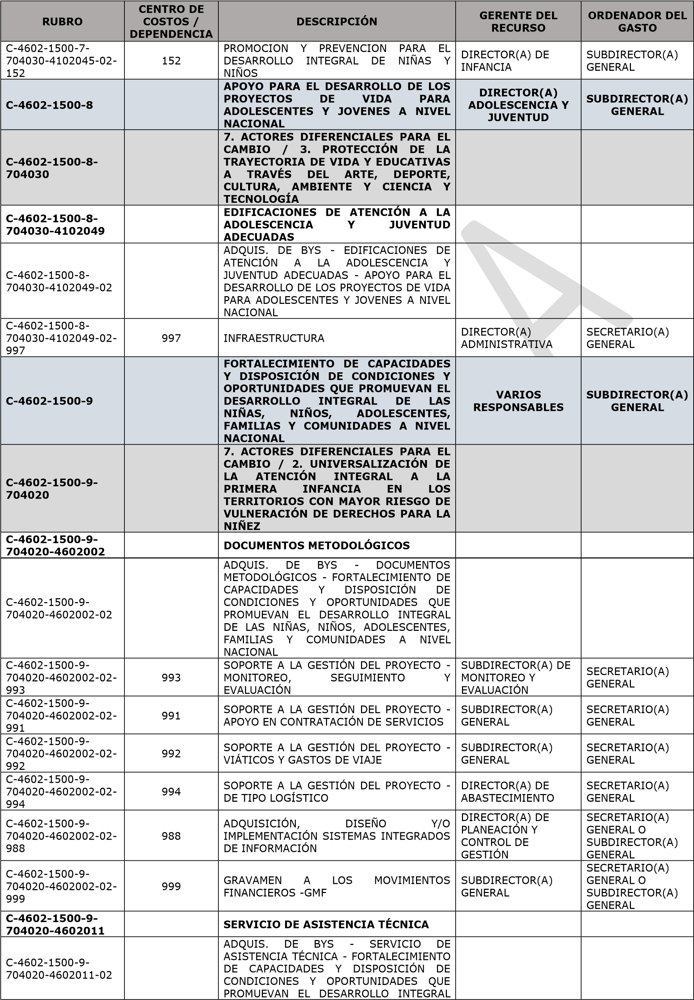 RUBRO
CENTRO DE
COSTOS /
DEPENDENCIA
DESCRIPCIÓN
GERENTE DEL
RECURSO
ORDENADOR DEL
GASTO
C-4602-1500-7-
704030-4102045-02-
152
152
PROMOCION Y PREVENCION PARA EL
DESARROLLO INTEGRAL DE NIÑAS Y
NIÑOS
DIRECTOR(A) DE
INFANCIA
SUBDIRECTOR(A)
GENERAL
C-4602-1500-8
APOYO PARA EL DESARROLLO DE LOS
PROYECTOS DE VIDA PARA
ADOLESCENTES Y JOVENES A NIVEL
NACIONAL
DIRECTOR(A)
ADOLESCENCIA Y
JUVENTUD
SUBDIRECTOR(A)
GENERAL
C-4602-1500-8-
704030
7. ACTORES DIFERENCIALES PARA EL
CAMBIO / 3. PROTECCIÓN DE LA
TRAYECTORIA DE VIDA Y EDUCATIVAS
A TRAVÉS DEL ARTE, DEPORTE,
CULTURA, AMBIENTE Y CIENCIA Y
TECNOLOGÍA
C-4602-1500-8-
704030-4102049
EDIFICACIONES DE ATENCIÓN A LA
ADOLESCENCIA Y JUVENTUD
ADECUADAS
C-4602-1500-8-
704030-4102049-02
ADQUIS. DE BYS - EDIFICACIONES DE
ATENCIÓN A LA ADOLESCENCIA Y
JUVENTUD ADECUADAS - APOYO PARA EL
DESARROLLO DE LOS PROYECTOS DE VIDA
PARA ADOLESCENTES Y JOVENES A NIVEL
NACIONAL
C-4602-1500-8-
704030-4102049-02-
997
997
INFRAESTRUCTURA
DIRECTOR(A)
ADMINISTRATIVA
SECRETARIO(A)
GENERAL
C-4602-1500-9
FORTALECIMIENTO DE CAPACIDADES
Y DISPOSICIÓN DE CONDICIONES Y
OPORTUNIDADES QUE PROMUEVAN EL
DESARROLLO INTEGRAL DE LAS
NIÑAS, NIÑOS, ADOLESCENTES,
FAMILIAS Y COMUNIDADES A NIVEL
NACIONAL
VARIOS
RESPONSABLES
SUBDIRECTOR(A)
GENERAL
C-4602-1500-9-
704020
7. ACTORES DIFERENCIALES PARA EL
CAMBIO / 2. UNIVERSALIZACIÓN DE
LA ATENCIÓN INTEGRAL A LA
PRIMERA INFANCIA EN LOS
TERRITORIOS CON MAYOR RIESGO DE
VULNERACIÓN DE DERECHOS PARA LA
NIÑEZ
C-4602-1500-9-
704020-4602002
DOCUMENTOS METODOLÓGICOS
C-4602-1500-9-
704020-4602002-02
ADQUIS. DE BYS - DOCUMENTOS
METODOLÓGICOS - FORTALECIMIENTO DE
CAPACIDADES Y DISPOSICIÓN DE
CONDICIONES Y OPORTUNIDADES QUE
PROMUEVAN EL DESARROLLO INTEGRAL
DE LAS NIÑAS, NIÑOS, ADOLESCENTES,
FAMILIAS Y COMUNIDADES A NIVEL
NACIONAL
C-4602-1500-9-
704020-4602002-02-
993
993
SOPORTE A LA GESTIÓN DEL PROYECTO -
MONITOREO, SEGUIMIENTO Y
EVALUACIÓN
SUBDIRECTOR(A) DE
MONITOREO Y
EVALUACIÓN
SECRETARIO(A)
GENERAL
C-4602-1500-9-
704020-4602002-02-
991
991
SOPORTE A LA GESTIÓN DEL PROYECTO -
APOYO EN CONTRATACIÓN DE SERVICIOS
SUBDIRECTOR(A)
GENERAL
SECRETARIO(A)
GENERAL
C-4602-1500-9-
704020-4602002-02-
992
992
SOPORTE A LA GESTIÓN DEL PROYECTO -
VIÁTICOS Y GASTOS DE VIAJE
SUBDIRECTOR(A)
GENERAL
SECRETARIO(A)
GENERAL
C-4602-1500-9-
704020-4602002-02-
994
994
SOPORTE A LA GESTIÓN DEL PROYECTO -
DE TIPO LOGÍSTICO
DIRECTOR(A) DE
ABASTECIMIENTO
SECRETARIO(A)
GENERAL
C-4602-1500-9-
704020-4602002-02-
988
988
ADQUISICIÓN, DISEÑO Y/O
IMPLEMENTACIÓN SISTEMAS INTEGRADOS
DE INFORMACIÓN
DIRECTOR(A) DE
PLANEACIÓN Y
CONTROL DE
GESTIÓN
SECRETARIO(A)
GENERAL O
SUBDIRECTOR(A)
GENERAL
C-4602-1500-9-
704020-4602002-02-
999
999
GRAVAMEN A LOS MOVIMIENTOS
FINANCIEROS -GMF
SUBDIRECTOR(A)
GENERAL
SECRETARIO(A)
GENERAL O
SUBDIRECTOR(A)
GENERAL
C-4602-1500-9-
704020-4602011
SERVICIO DE ASISTENCIA TÉCNICA
C-4602-1500-9-
704020-4602011-02
ADQUIS. DE BYS - SERVICIO DE
ASISTENCIA TÉCNICA - FORTALECIMIENTO
DE CAPACIDADES Y DISPOSICIÓN DE
CONDICIONES Y OPORTUNIDADES QUE
PROMUEVAN EL DESARROLLO INTEGRAL
A